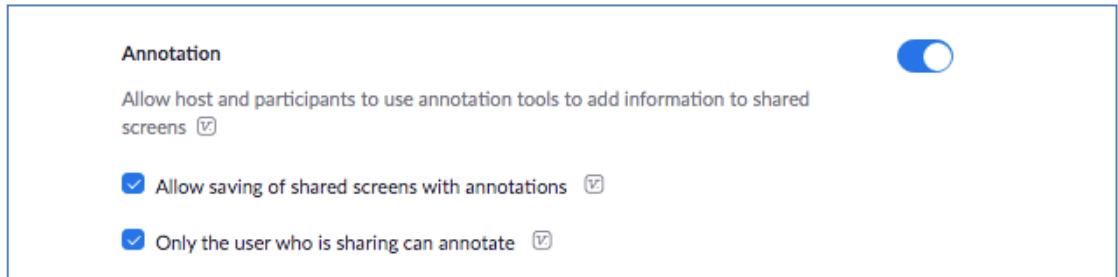 Annotation
Allow host and participants to use annotation tools to add information to shared
screens
Allow saving of shared screens with annotations
Only the user who is sharing can annotate